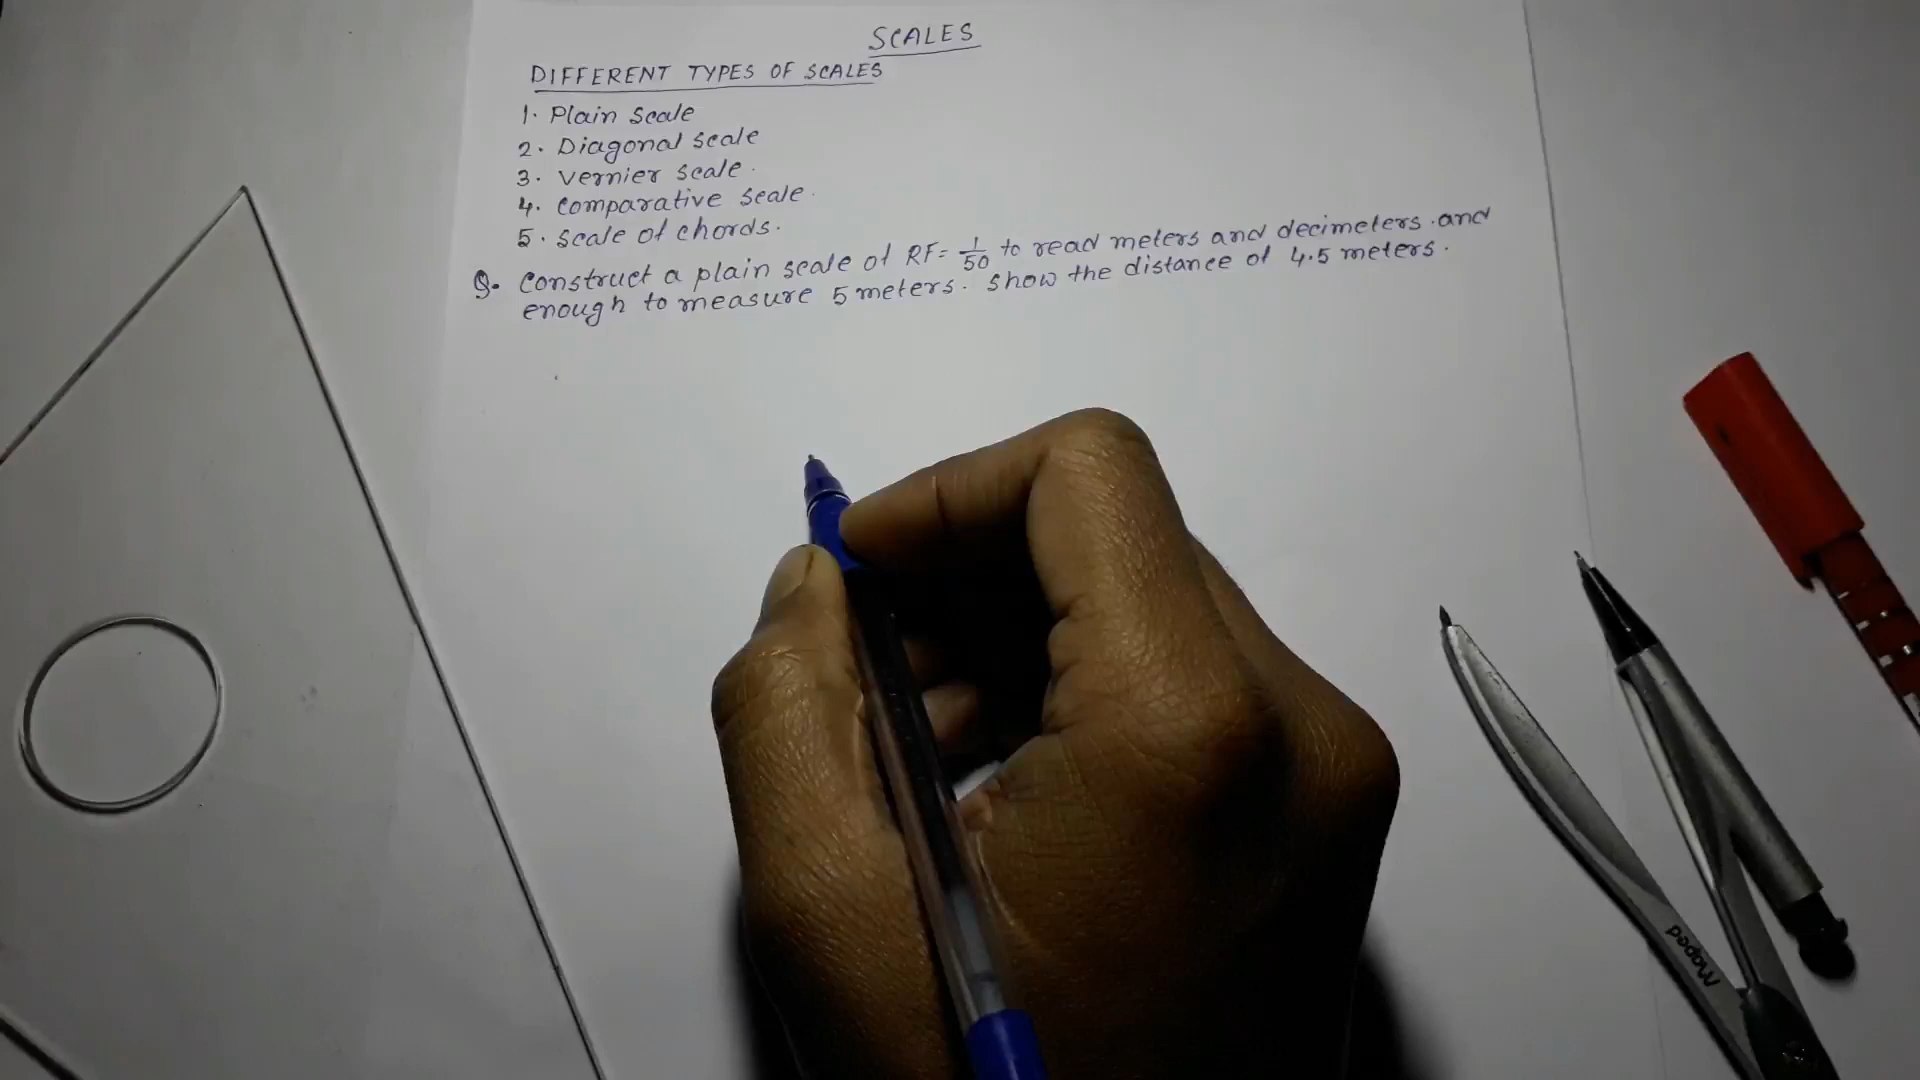 SCALES
DIFFERENT TYPES OF SCALES
1. Plain scale
2. Diagonal scale
3. Vernier scale.
4. Comparative scale.
5. Scale of chords.
Q. Construct a plain scale of RF= 1/50 to read meters and decimeters.and
enough to measure 5 meters. Show the distance of 4.5 meters.
Maped